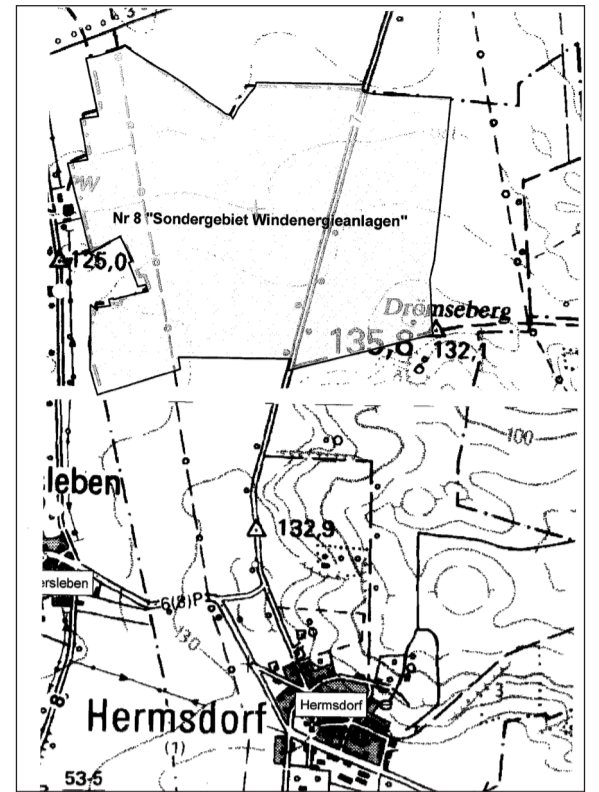 Nr 8 "Sondergebiet Windenergieanlagen"
125,0
Drömseberg
135,8
132,1
100
leben
132,9
ersleben
6(8)P
130
Hermsdorf
Hermsdorf
(1)
53-5